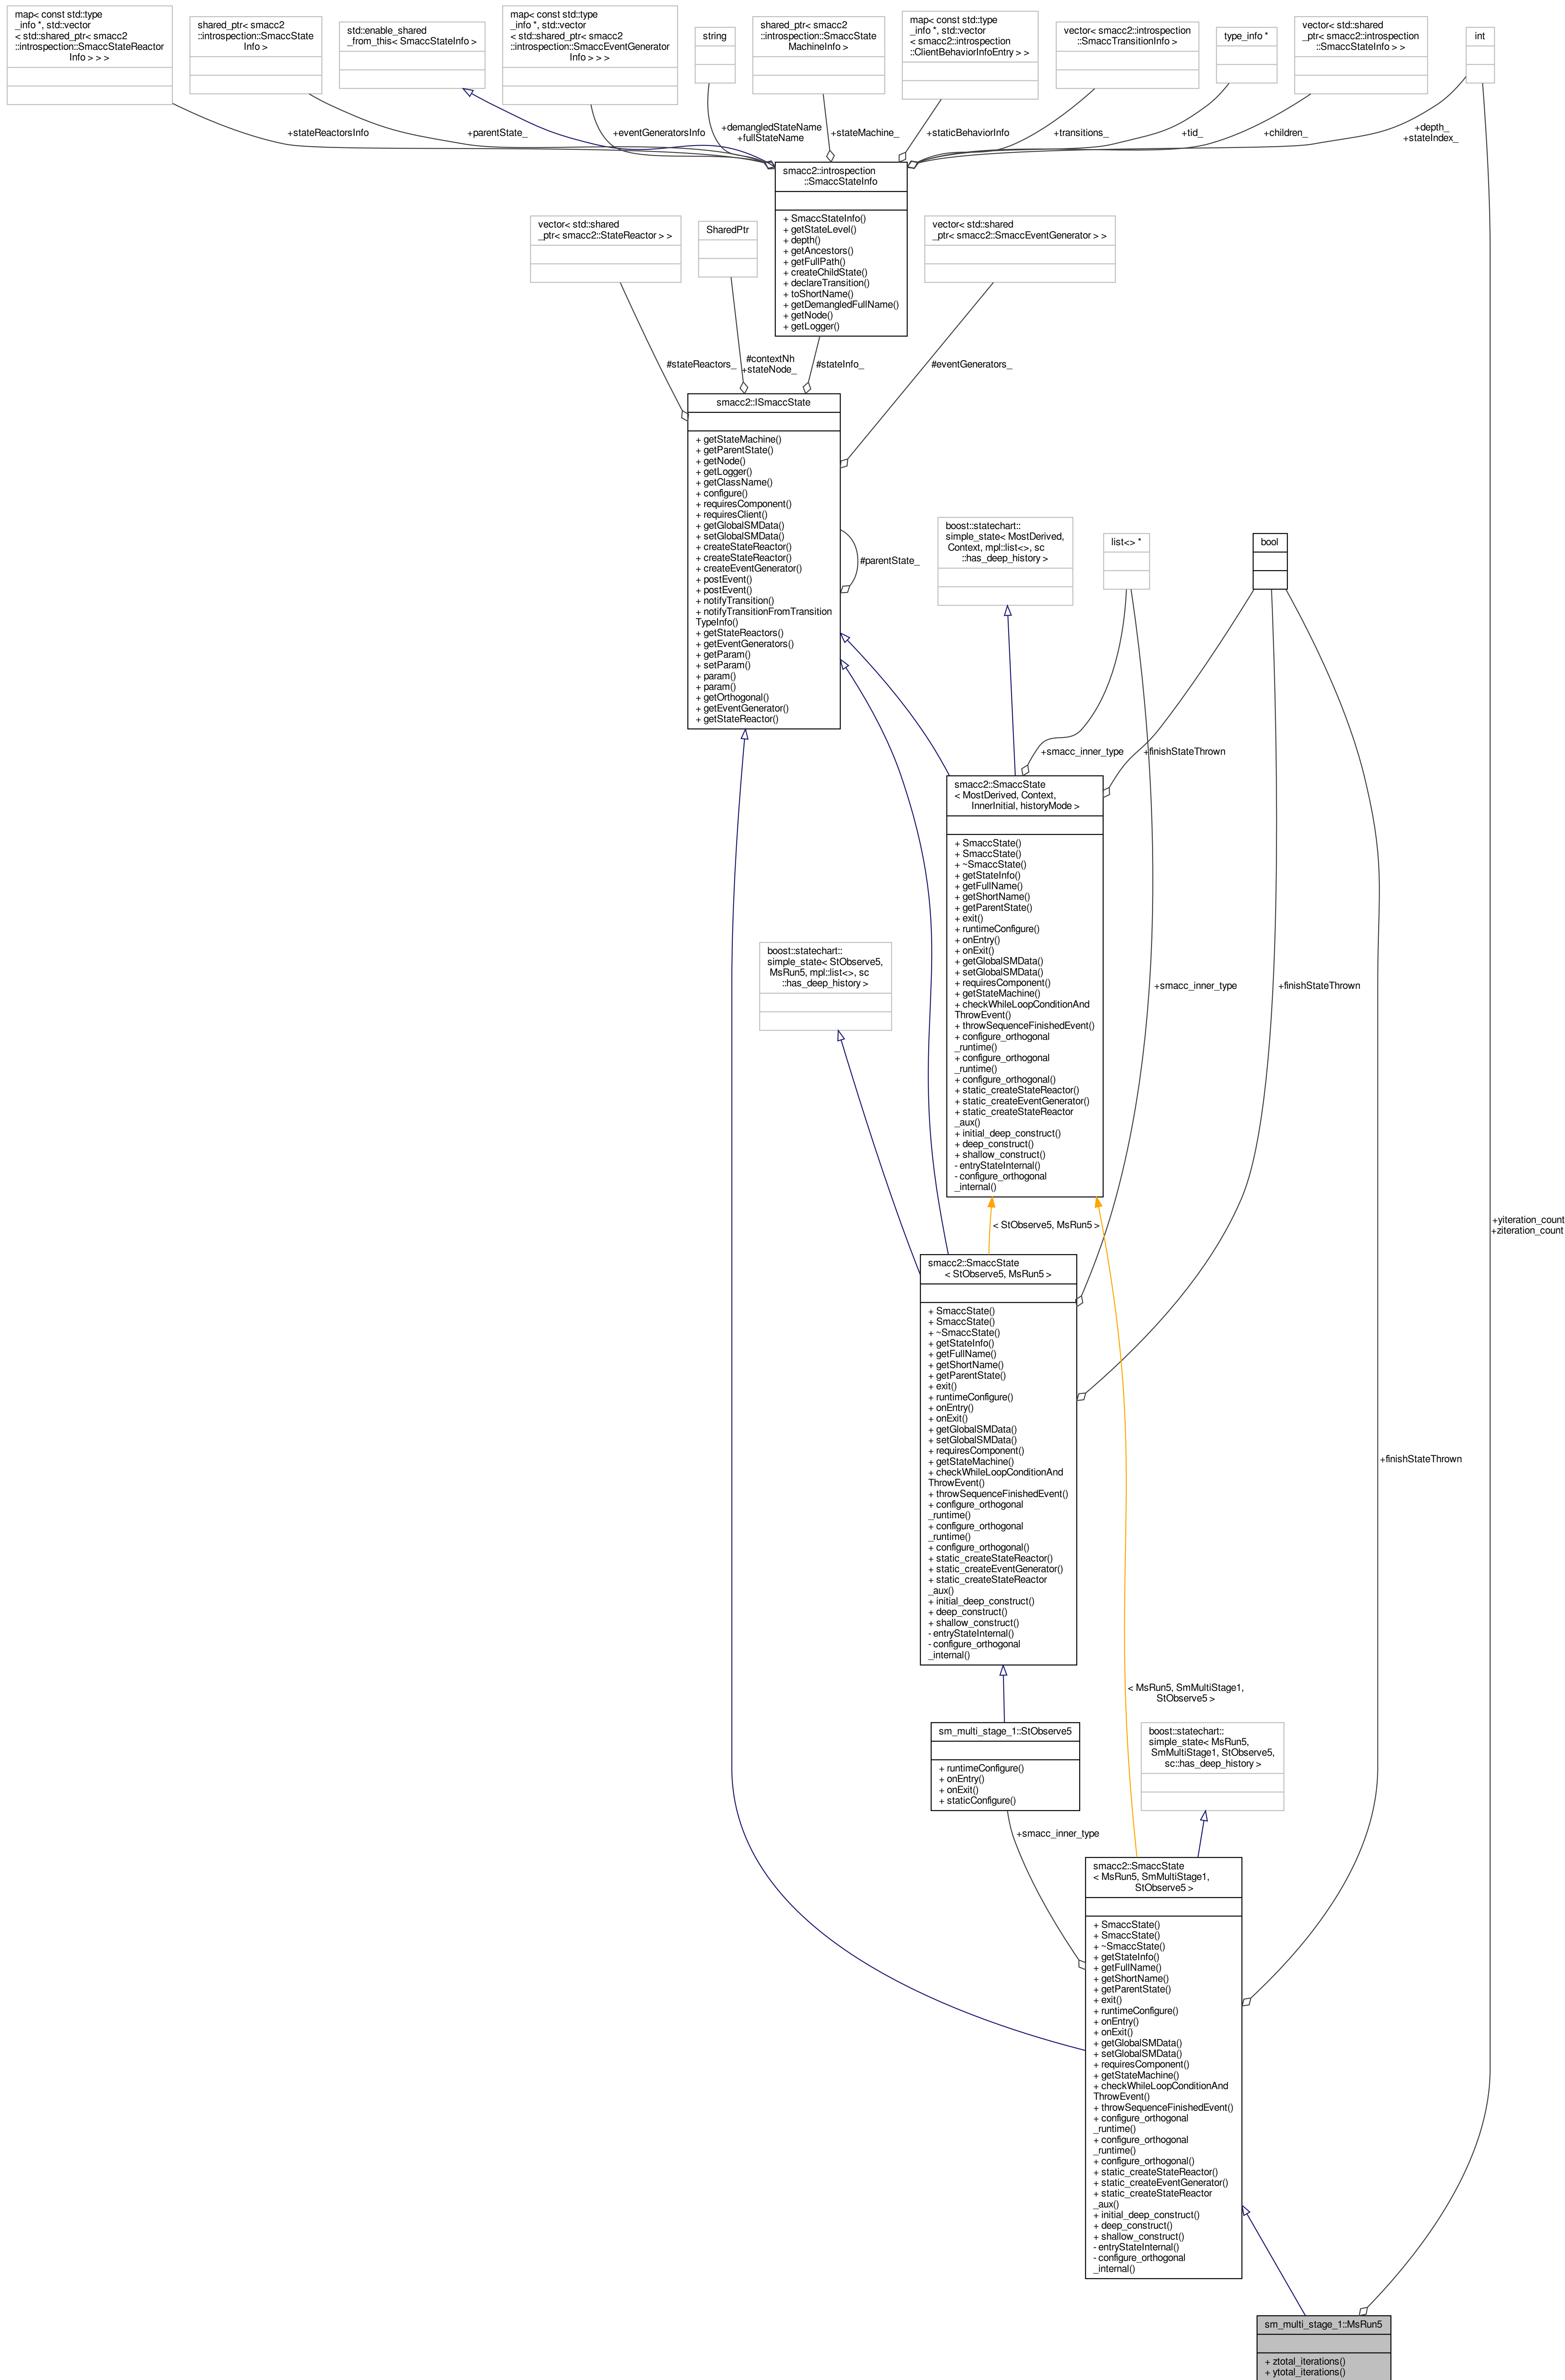 map< const std::type
_info *, std::vector
< std::shared_ptr< smacc2
::introspection::SmaccStateReactor
Info > > >
shared_ptr< smacc2
::introspection::SmaccState
Info >
std::enable_shared
_from_this< SmaccStateInfo >
map< const std::type
_info *, std::vector
< std::shared_ptr< smacc2
::introspection::SmaccEventGenerator
Info > > >
string
shared_ptr< smacc2
::introspection::SmaccState
MachineInfo >
map< const std::type
_info *, std::vector
< smacc2::introspection
::ClientBehaviorInfoEntry > >
vector< smacc2::introspection
::SmaccTransitionInfo >
type_info *
vector< std::shared
_ptr< smacc2::introspection
::SmaccStateInfo > >
int
+stateReactorsInfo
+parentState_
+eventGeneratorsInfo
+demangledStateName
+fullStateName
+stateMachine_
+staticBehaviorInfo
+transitions_
+tid_
+children_
+depth_
+stateIndex_
smacc2::introspection
::SmaccStateInfo
+ SmaccStateInfo()
+ getStateLevel()
+ depth()
+ getAncestors()
+ getFullPath()
+ createChildState()
+ declareTransition()
+ toShortName()
+ getDemangledFullName()
+ getNode()
+ getLogger()
vector< std::shared
_ptr< smacc2::StateReactor > >
SharedPtr
vector< std::shared
_ptr< smacc2::SmaccEventGenerator > >
#stateReactors_
#contextNh
+stateNode_
#stateInfo_
#eventGenerators_
smacc2::ISmaccState
+ getStateMachine()
+ getParentState()
+ getNode()
+ getLogger()
+ getClassName()
+ configure()
+ requiresComponent()
+ requiresClient()
+ getGlobalSMData()
+ setGlobalSMData()
+ createStateReactor()
+ createStateReactor()
+ createEventGenerator()
+ postEvent()
+ postEvent()
+ notifyTransition()
+ notifyTransitionFromTransition
TypeInfo()
+ getStateReactors()
+ getEventGenerators()
+ getParam()
+ setParam()
+ param()
+ param()
+ getOrthogonal()
+ getEventGenerator()
+ getStateReactor()
#parentState_
boost::statechart::
simple_state< MostDerived,
Context, mpl::list<>, sc
::has_deep_history >
list<> *
bool
+smacc_inner_type
+finishStateThrown
smacc2::SmaccState
< MostDerived, Context,
InnerInitial, historyMode >
+ SmaccState()
+ SmaccState()
+ ~SmaccState()
+ getStateInfo()
+ getFullName()
+ getShortName()
+ getParentState()
+ exit()
+ runtimeConfigure()
+ onEntry()
+ onExit()
+ getGlobalSMData()
+ setGlobalSMData()
+ requiresComponent()
+ getStateMachine()
+ checkWhileLoopConditionAnd
ThrowEvent()
+ throwSequenceFinishedEvent()
+ configure_orthogonal
_runtime()
+ configure_orthogonal
_runtime()
+ configure_orthogonal()
+ static_createStateReactor()
+ static_createEventGenerator()
+ static_createStateReactor
_aux()
+ initial_deep_construct()
+ deep_construct()
+ shallow_construct()
- entryStateInternal()
- configure_orthogonal
_internal()
boost::statechart::
simple_state< StObserve5,
MsRun5, mpl::list<>, sc
::has_deep_history >
+smacc_inner_type
+finishStateThrown
< StObserve5, MsRun5 >
+yiteration_count
+ziteration_count
smacc2::SmaccState
< StObserve5, MsRun5 >
+ SmaccState()
+ SmaccState()
+ ~SmaccState()
+ getStateInfo()
+ getFullName()
+ getShortName()
+ getParentState()
+ exit()
+ runtimeConfigure()
+ onEntry()
+ onExit()
+ getGlobalSMData()
+ setGlobalSMData()
+ requiresComponent()
+ getStateMachine()
+ checkWhileLoopConditionAnd
ThrowEvent()
+ throwSequenceFinishedEvent()
+ configure_orthogonal
_runtime()
+ configure_orthogonal
_runtime()
+ configure_orthogonal()
+ static_createStateReactor()
+ static_createEventGenerator()
+ static_createStateReactor
_aux()
+ initial_deep_construct()
+ deep_construct()
+ shallow_construct()
- entryStateInternal()
- configure_orthogonal
_internal()
+finishStateThrown
< MsRun5, SmMultiStage1,
StObserve5 >
sm_multi_stage_1::StObserve5
+ runtimeConfigure()
+ onEntry()
+ onExit()
+ staticConfigure()
boost::statechart::
simple_state< MsRun5,
SmMultiStage1, StObserve5,
sc::has_deep_history >
+smacc_inner_type
smacc2::SmaccState
< MsRun5, SmMultiStage1,
StObserve5 >
+ SmaccState()
+ SmaccState()
+ ~SmaccState()
+ getStateInfo()
+ getFullName()
+ getShortName()
+ getParentState()
+ exit()
+ runtimeConfigure()
+ onEntry()
+ onExit()
+ getGlobalSMData()
+ setGlobalSMData()
+ requiresComponent()
+ getStateMachine()
+ checkWhileLoopConditionAnd
ThrowEvent()
+ throwSequenceFinishedEvent()
+ configure_orthogonal
_runtime()
+ configure_orthogonal
_runtime()
+ configure_orthogonal()
+ static_createStateReactor()
+ static_createEventGenerator()
+ static_createStateReactor
_aux()
+ initial_deep_construct()
+ deep_construct()
+ shallow_construct()
- entryStateInternal()
- configure_orthogonal
_internal()
sm_multi_stage_1::MsRun5
+ ztotal_iterations()
+ ytotal_iterations()